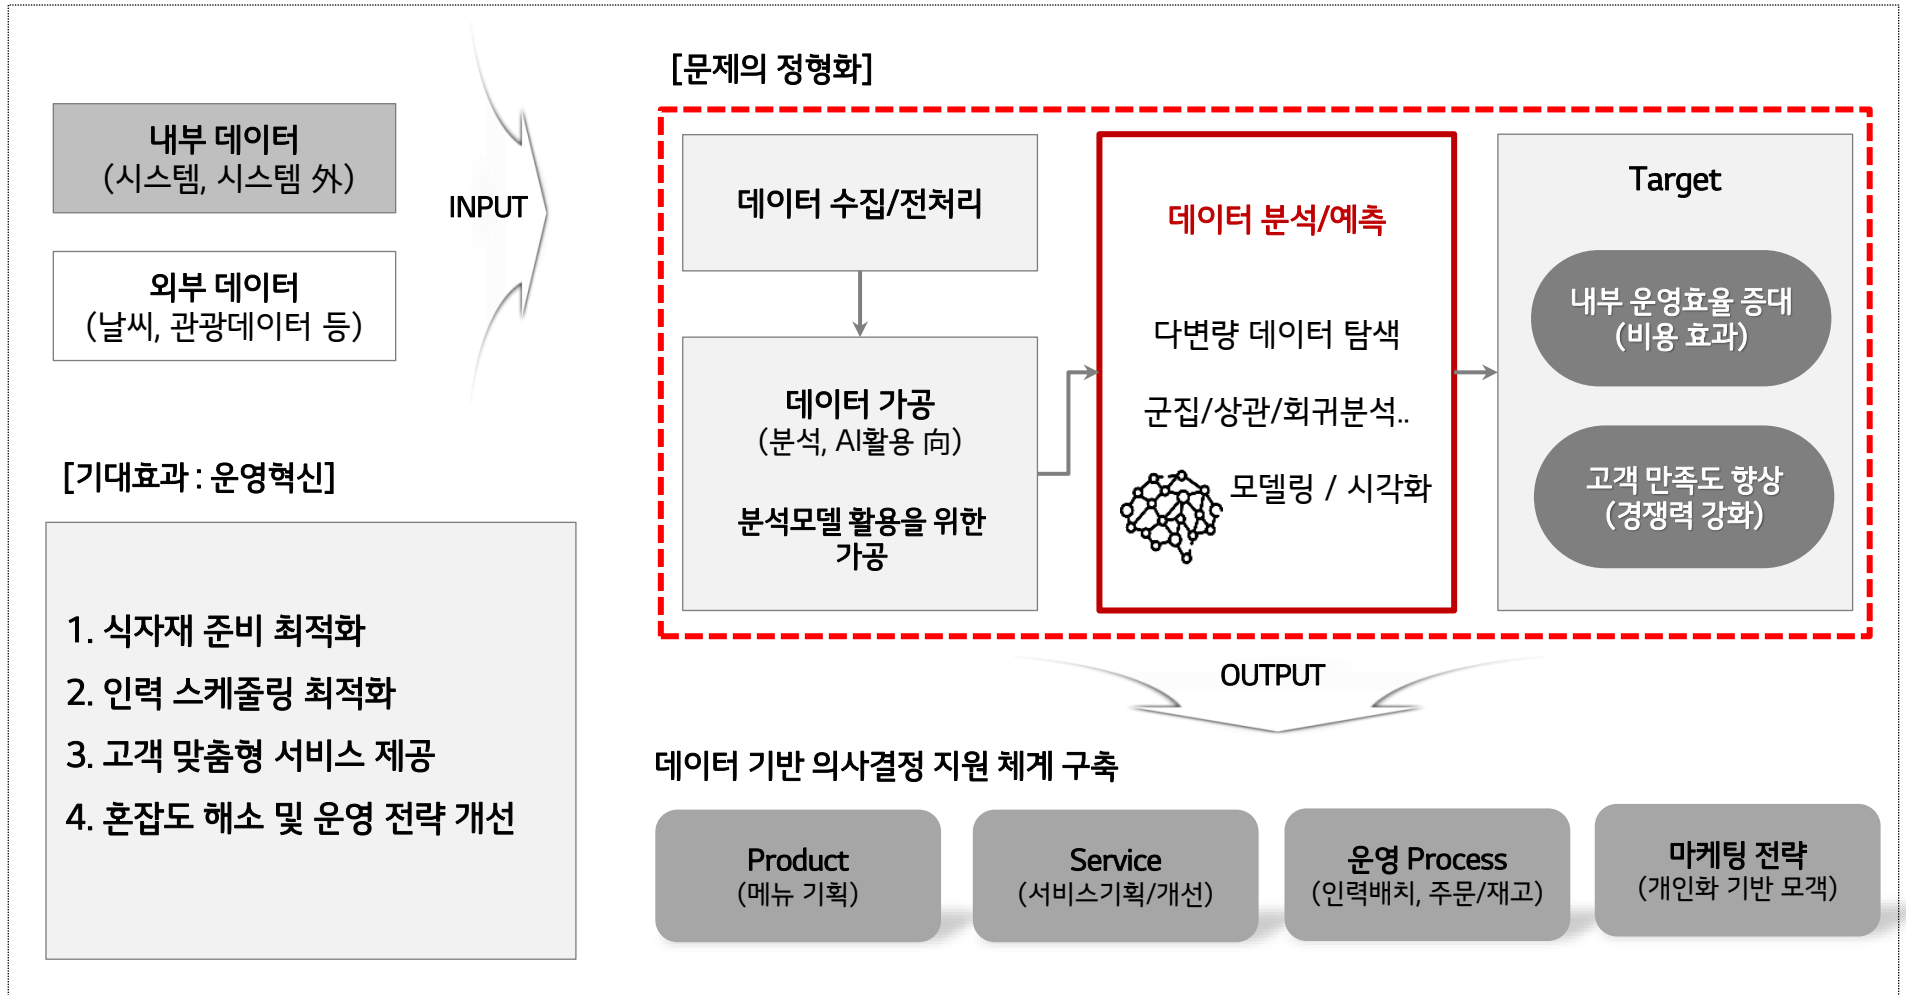 내부 데이터
(시스템, 시스템 外)
외부 데이터
(날씨, 관광데이터 등)
INPUT
[문제의 정형화]
데이터 수집/전처리
데이터 가공
(분석, AI활용 向)
분석모델 활용을 위한
가공
데이터 분석/예측
다변량 데이터 탐색
군집/상관/회귀분석..
모델링 / 시각화
Target
내부 운영효율 증대
(비용 효과)
고객 만족도 향상
(경쟁력 강화)
[기대효과 : 운영혁신]
1. 식자재 준비 최적화
2. 인력 스케줄링 최적화
3. 고객 맞춤형 서비스 제공
4. 혼잡도 해소 및 운영 전략 개선
OUTPUT
데이터 기반 의사결정 지원 체계 구축
Product
(메뉴 기획)
Service
(서비스기획/개선)
운영 Process
(인력배치, 주문/재고)
마케팅 전략
(개인화 기반 모객)